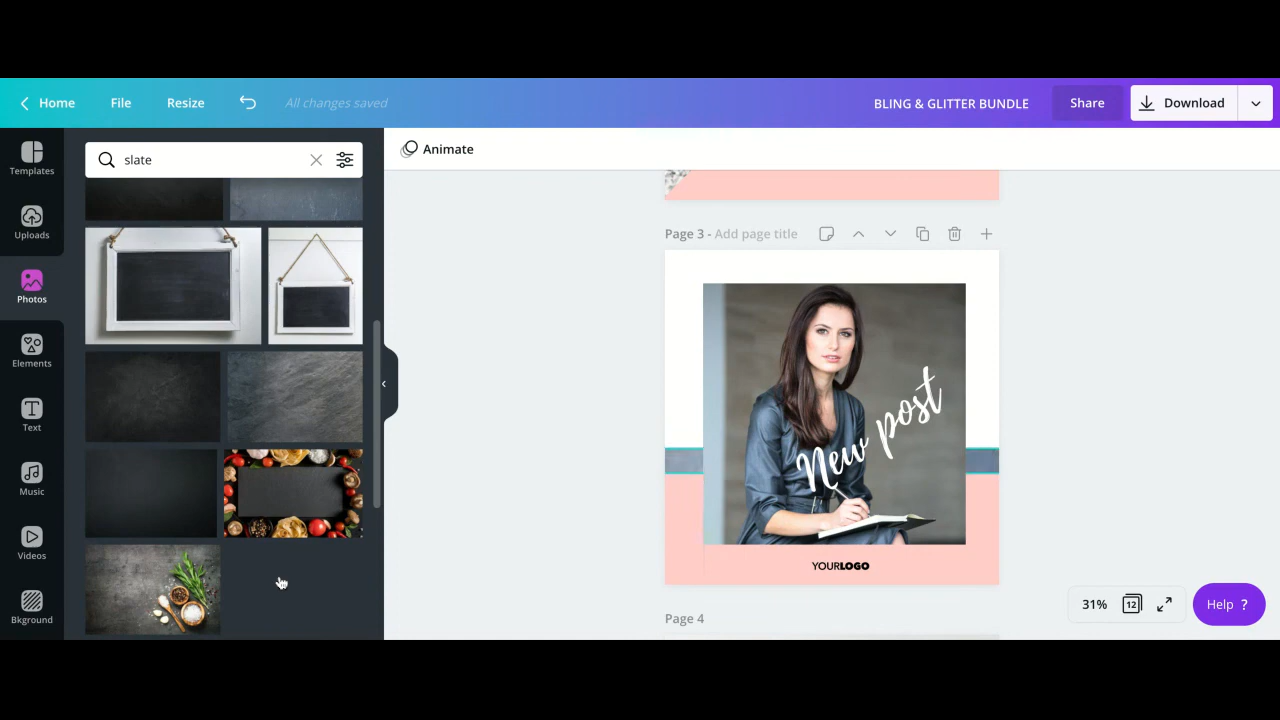 Home File Resize All changes saved BLING & GLITTER BUNDLE Share Download
Templates
Uploads
Photos
Elements
Text
Music
Videos
Bkground
slate
Animate
Page 3 - Add page title
New post
YOURLOGO
Page 4
31% 12 Help ?